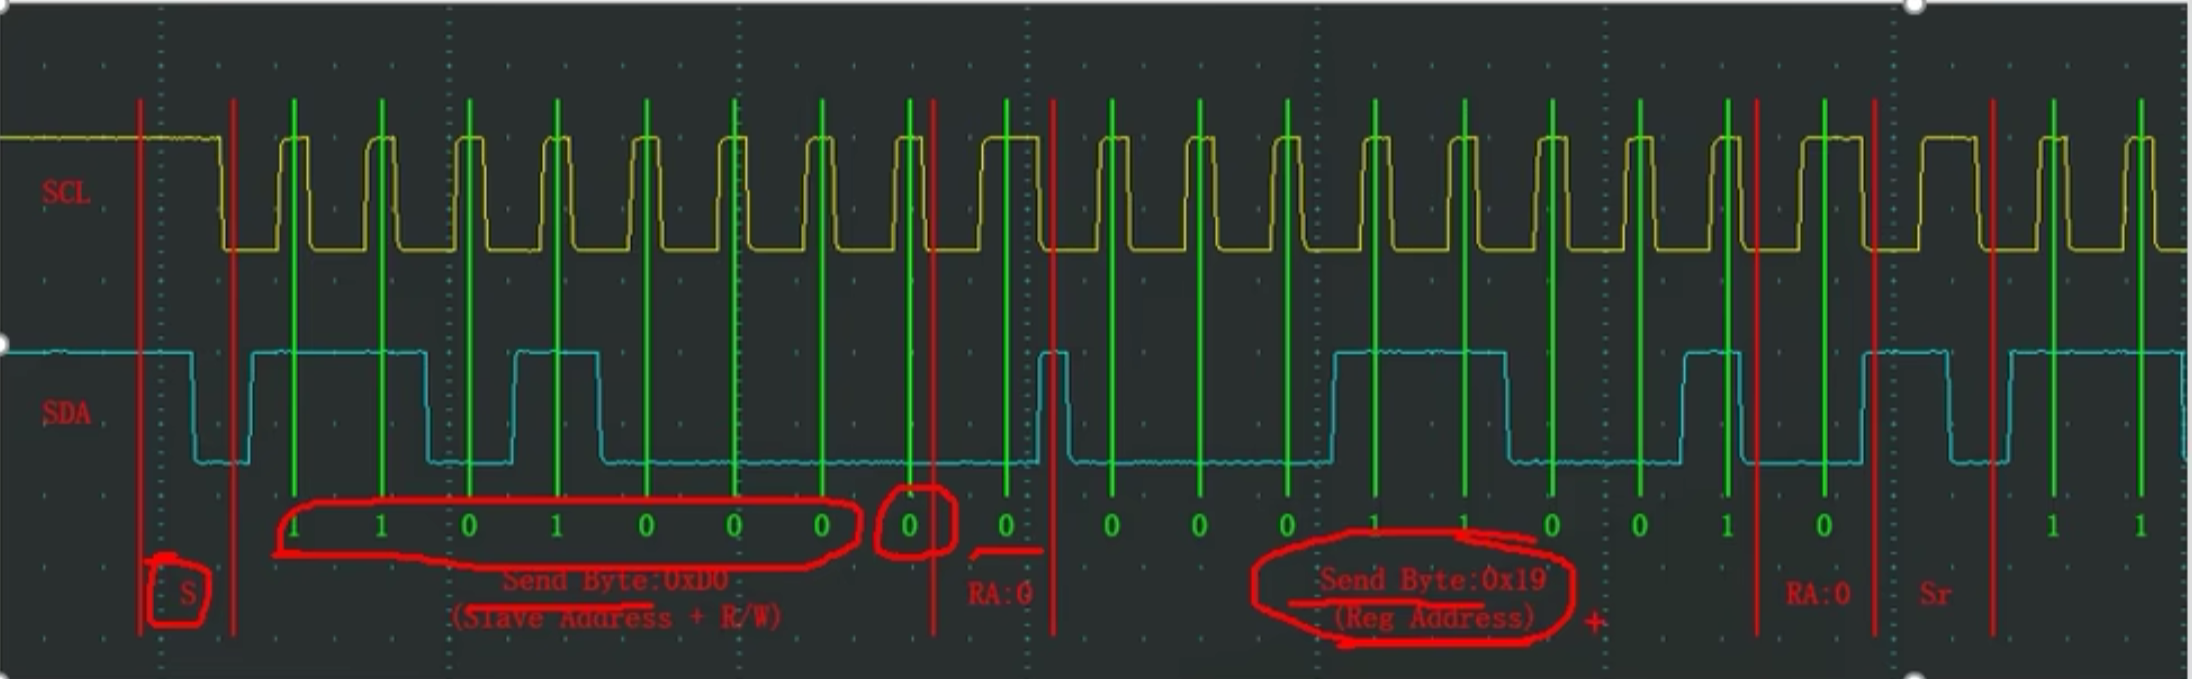 SCL
SDA
1 1 0 1 0 0 0 0 0 0 0 0 1 1 0 0 1 0 1 1
S Send Byte:0xD0 RA:0 Send Byte:0x19 RA:0 Sr
(Slave Address + R/W) (Reg Address) +